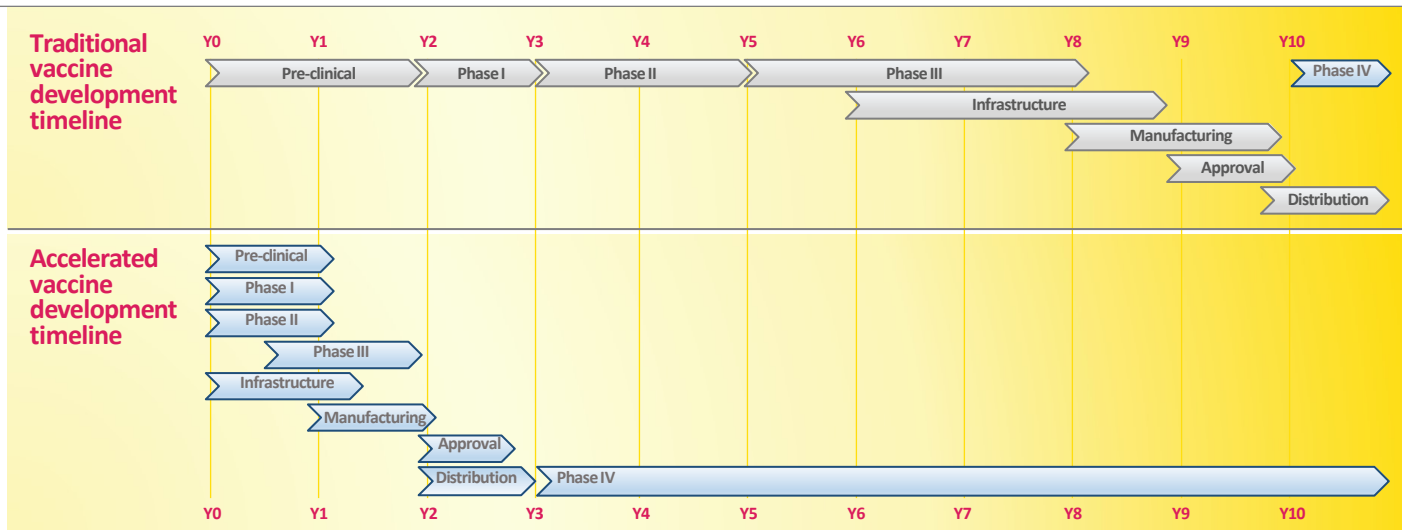 Traditional
vaccine
development
timeline
Y0 Y1 Y2 Y3 Y4 Y5 Y6 Y7 Y8 Y9 Y10
Pre-clinical Phase I Phase II Phase III Phase IV
Infrastructure
Manufacturing
Approval
Distribution
Accelerated
vaccine
development
timeline
Pre-clinical
Phase I
Phase II
Phase III
Infrastructure
Manufacturing
Approval
Distribution Phase IV
Y0 Y1 Y2 Y3 Y4 Y5 Y6 Y7 Y8 Y9 Y10